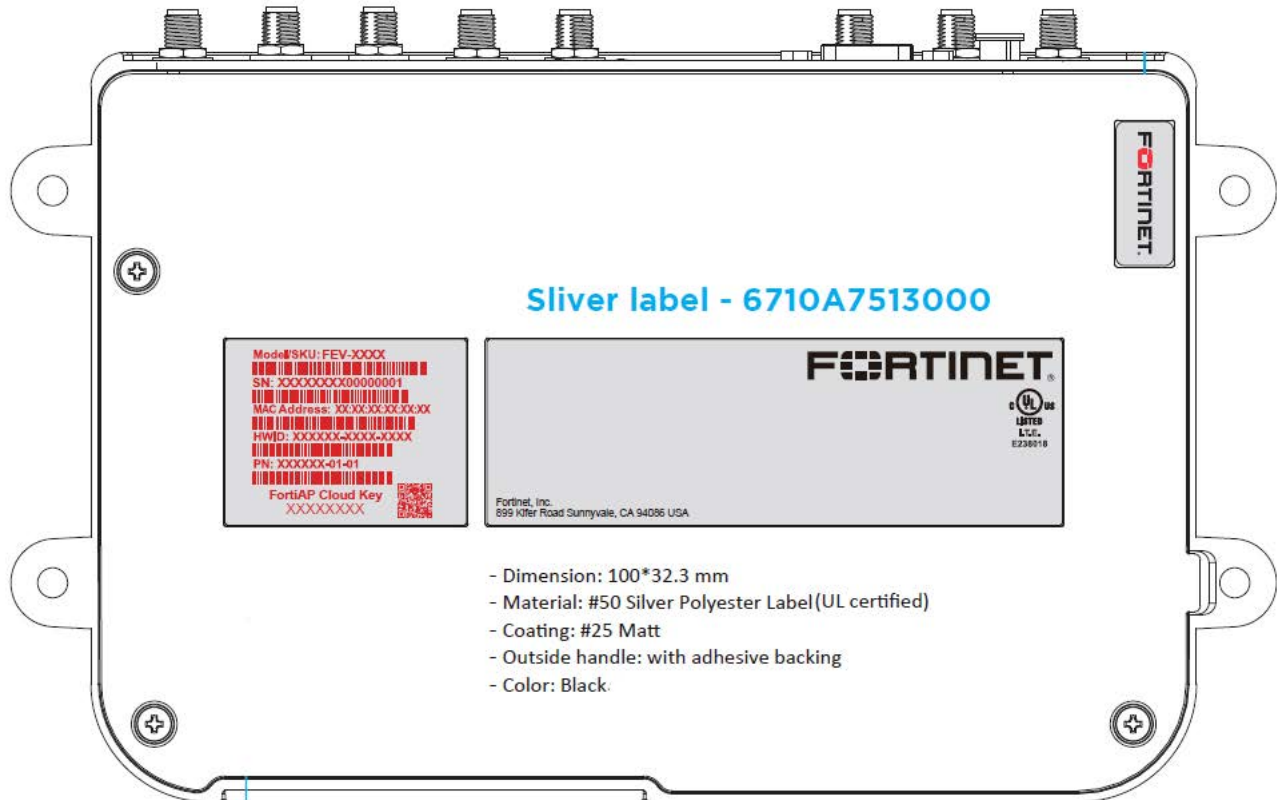 FORTINET.
Sliver label - 6710A7513000
Model/SKU: FEV-XXXX
SN: XXXXXXXX00000001
MAC Address: XX:XX:XX:XX:XX:XX
HWID: XXXXXX-XXXX-XXXX
PN: XXXXXX-01-01
FortiAP Cloud Key
XXXXXXXX
FORTINET®
C UL US
LISTED
I.T.E.
E238018
Fortinet, Inc.
899 Kifer Road Sunnyvale, CA 94086 USA
- Dimension: 100*32.3 mm
- Material: #50 Silver Polyester Label(UL certified)
- Coating: #25 Matt
- Outside handle: with adhesive backing
- Color: Black